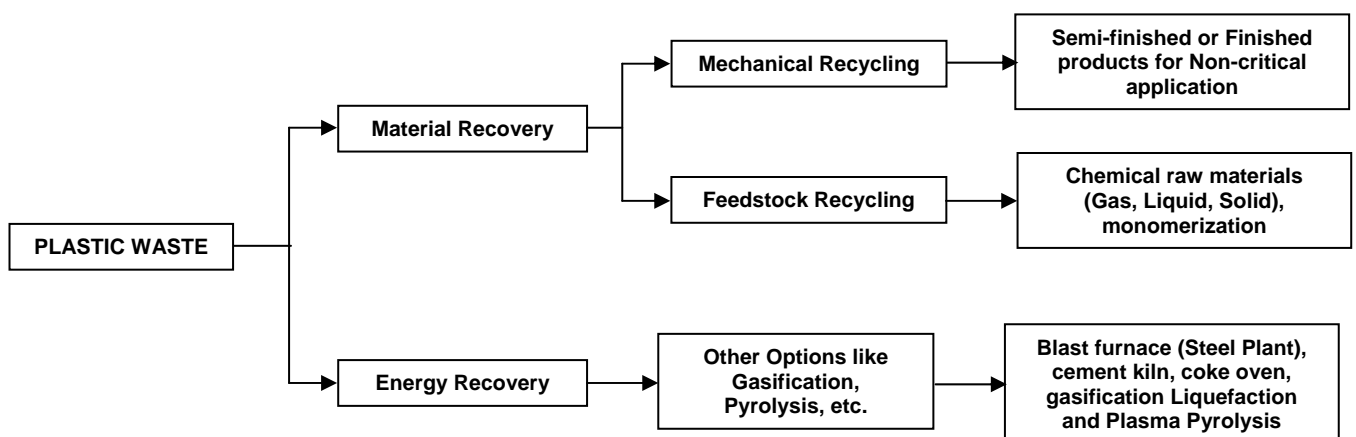 Semi-finished or Finished
products for Non-critical
application
Mechanical Recycling
Material Recovery
Chemical raw materials
(Gas, Liquid, Solid),
monomerization
Feedstock Recycling
PLASTIC WASTE
Blast furnace (Steel Plant),
cement kiln, coke oven,
gasification Liquefaction
and Plasma Pyrolysis
Other Options like
Gasification,
Pyrolysis, etc.
Energy Recovery